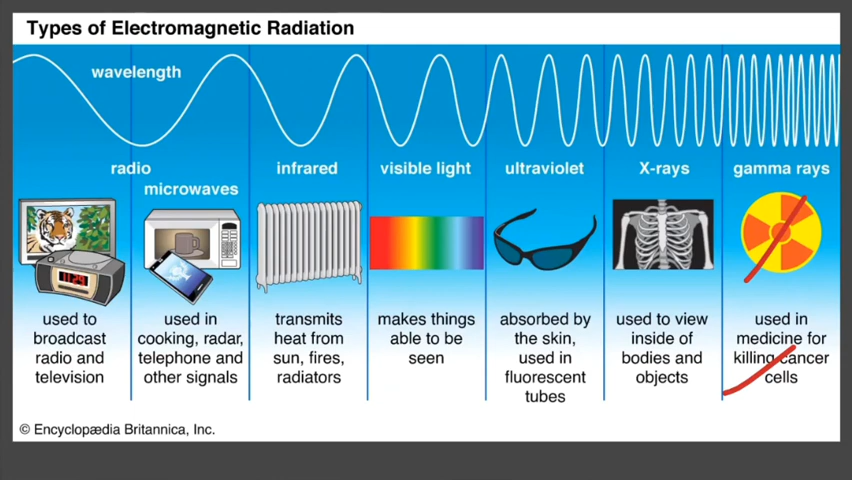 Types of Electromagnetic Radiation
wavelength
radio
microwaves
infrared
visible light
ultraviolet
X-rays
gamma rays
11:29
used to
broadcast
radio and
television
used in
cooking, radar,
telephone and
other signals
transmits
heat from
sun, fires,
radiators
makes things
able to be
seen
absorbed by
the skin,
used in
fluorescent
tubes
used to view
inside of
bodies and
objects
used in
medicine for
killing cancer
cells
© Encyclopædia Britannica, Inc.